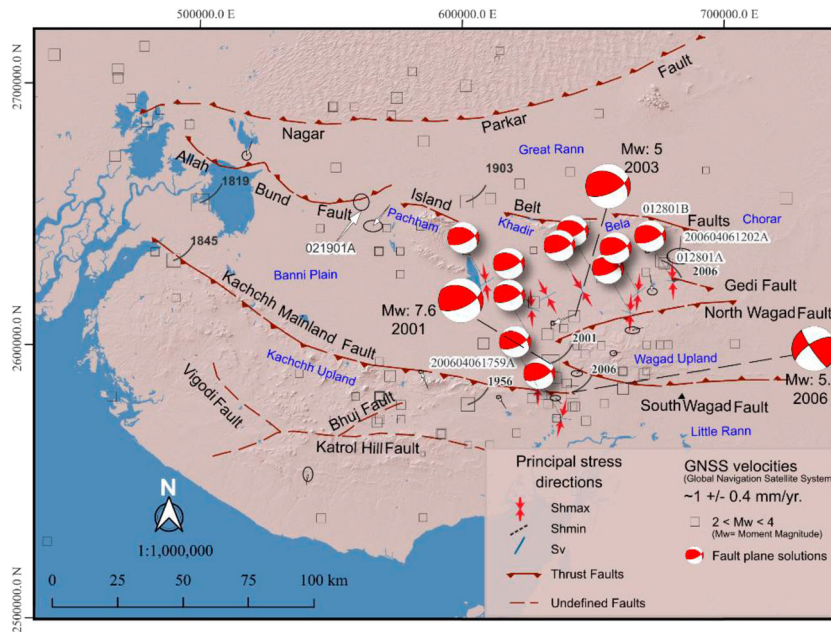 500000.0 E
600000.0 E
700000.0 E
2700000.0 N
2600000.0 N
2500000.0 N
Nagar
Parkar
Fault
Great Rann
Mw: 5
2003
Allah
Bund
Fault
1819
1903
021901A
Island
Belt
Faults
Pachham
Khadir
Bela
Chorar
012801B
200604061202A
012801A
2006
Gedi Fault
1845
Banni Plain
Kachchh Mainland Fault
Mw: 7.6
2001
North Wagad Fault
2001
Wagad Upland
Kachchh Upland
200604061759A
2006
1956
Mw: 5.
2006
Vigodi Fault
Bhuj Fault
Katrol Hill Fault
South Wagad Fault
Little Rann
N
1:1,000,000
0 25 50 75 100 km
Principal stress
directions
Shmax
Shmin
Sv
Thrust Faults
Undefined Faults
GNSS velocities
(Global Navigation Satellite System
~1 +/- 0.4 mm/yr.
2 < Mw < 4
(Mw= Moment Magnitude)
Fault plane solutions